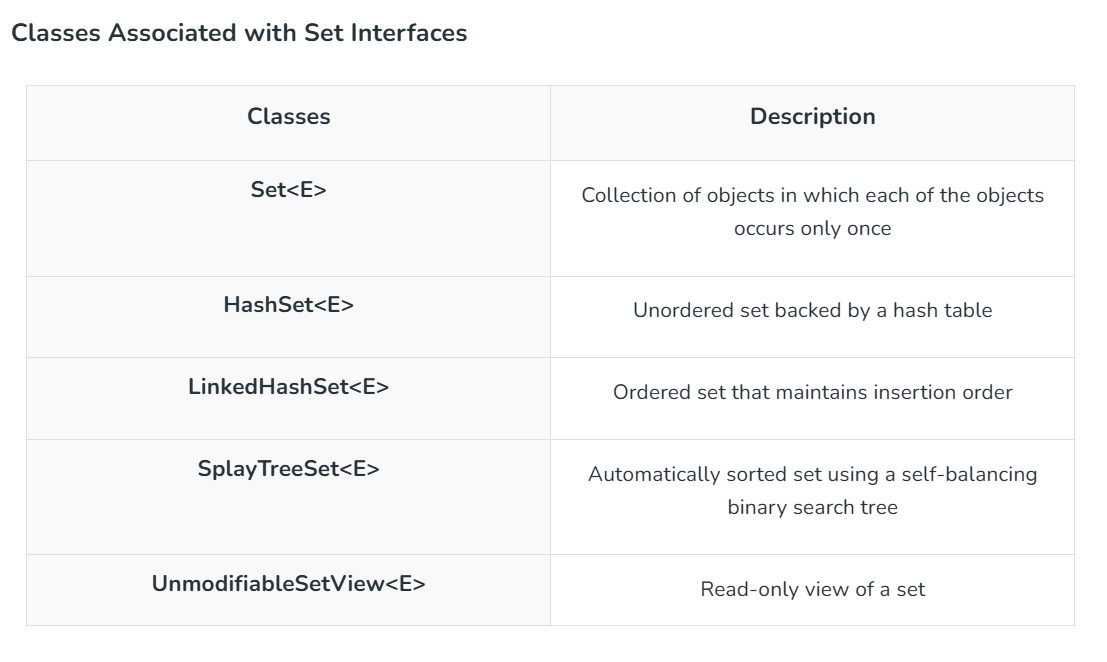 Classes Associated with Set Interfaces
Classes
Description
Set<E>
Collection of objects in which each of the objects
occurs only once
HashSet<E>
Unordered set backed by a hash table
LinkedHashSet<E>
Ordered set that maintains insertion order
SplayTreeSet<E>
Automatically sorted set using a self-balancing
binary search tree
UnmodifiableSetView<E>
Read-only view of a set